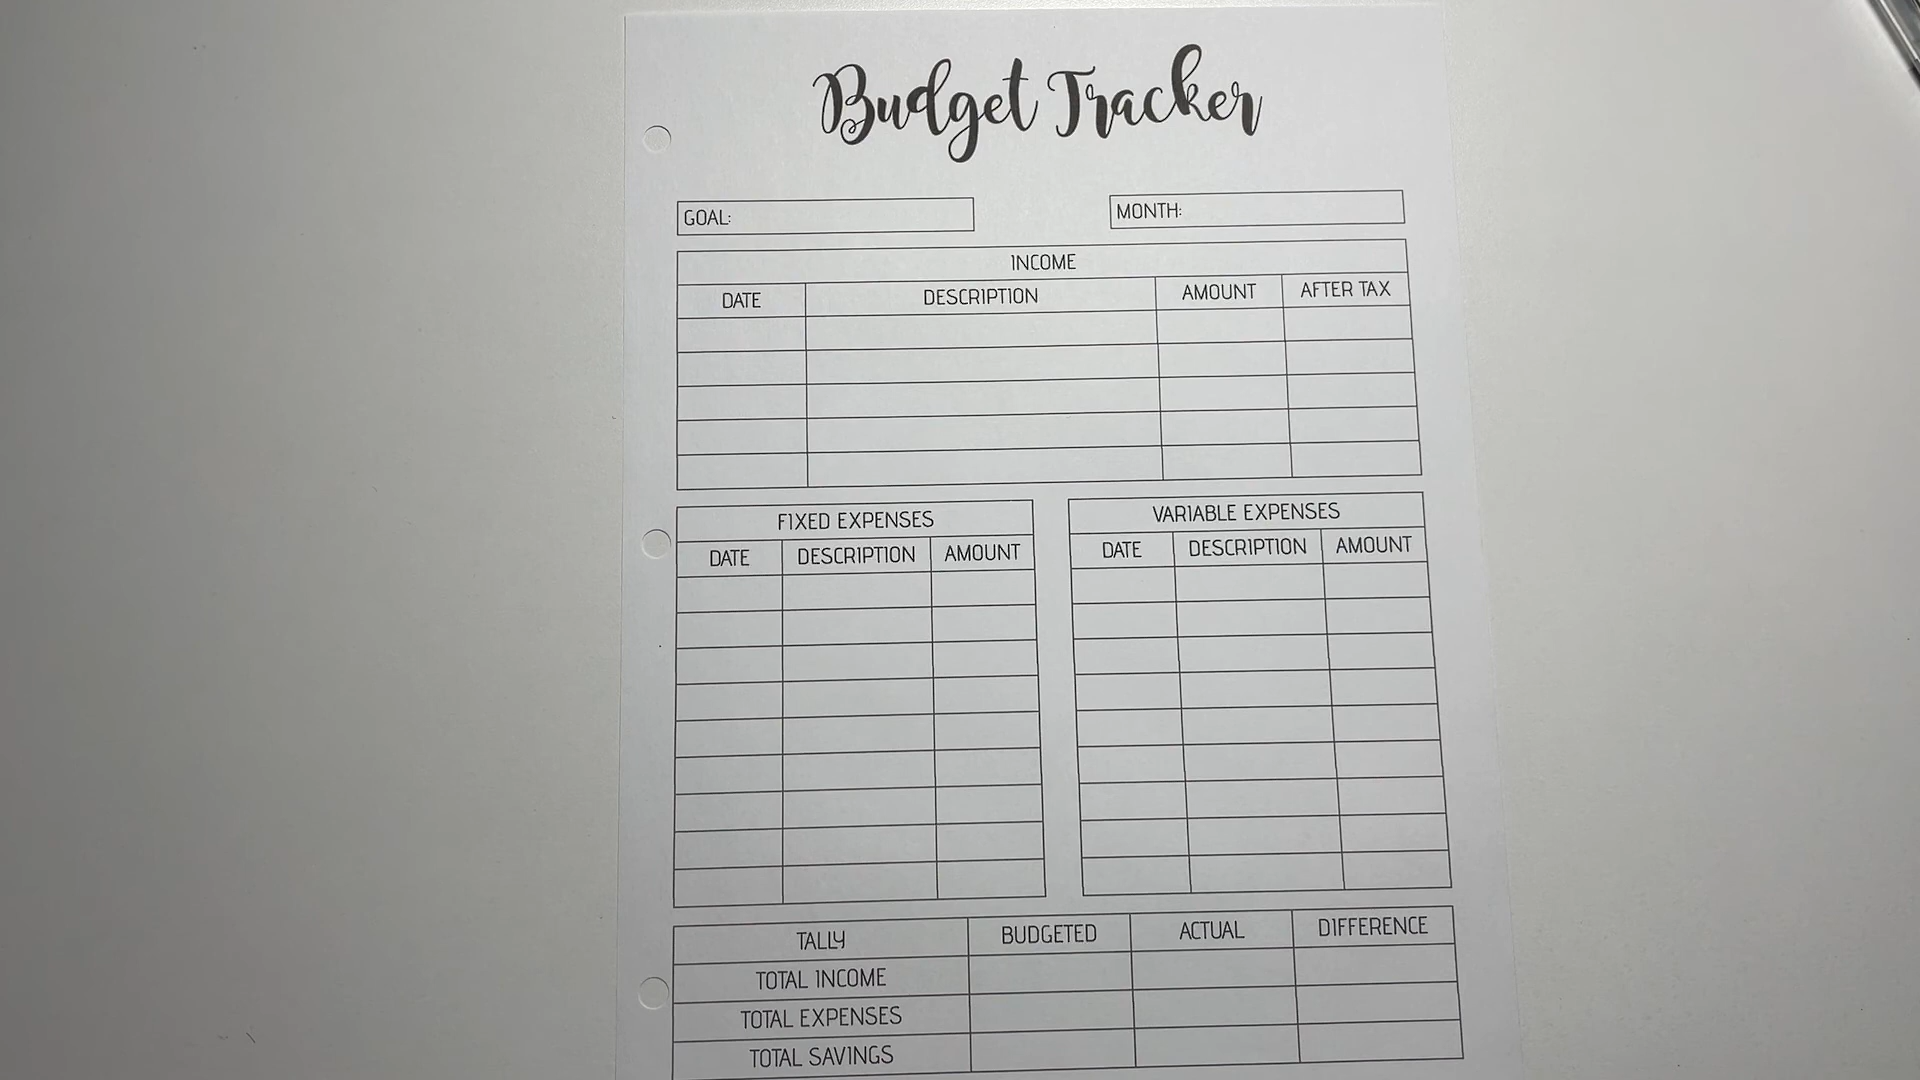 Budget Tracker
GOAL: MONTH:
INCOME
DATE DESCRIPTION AMOUNT AFTER TAX
FIXED EXPENSES VARIABLE EXPENSES
DATE DESCRIPTION AMOUNT DATE DESCRIPTION AMOUNT
TALLY BUDGETED ACTUAL DIFFERENCE
TOTAL INCOME
TOTAL EXPENSES
TOTAL SAVINGS